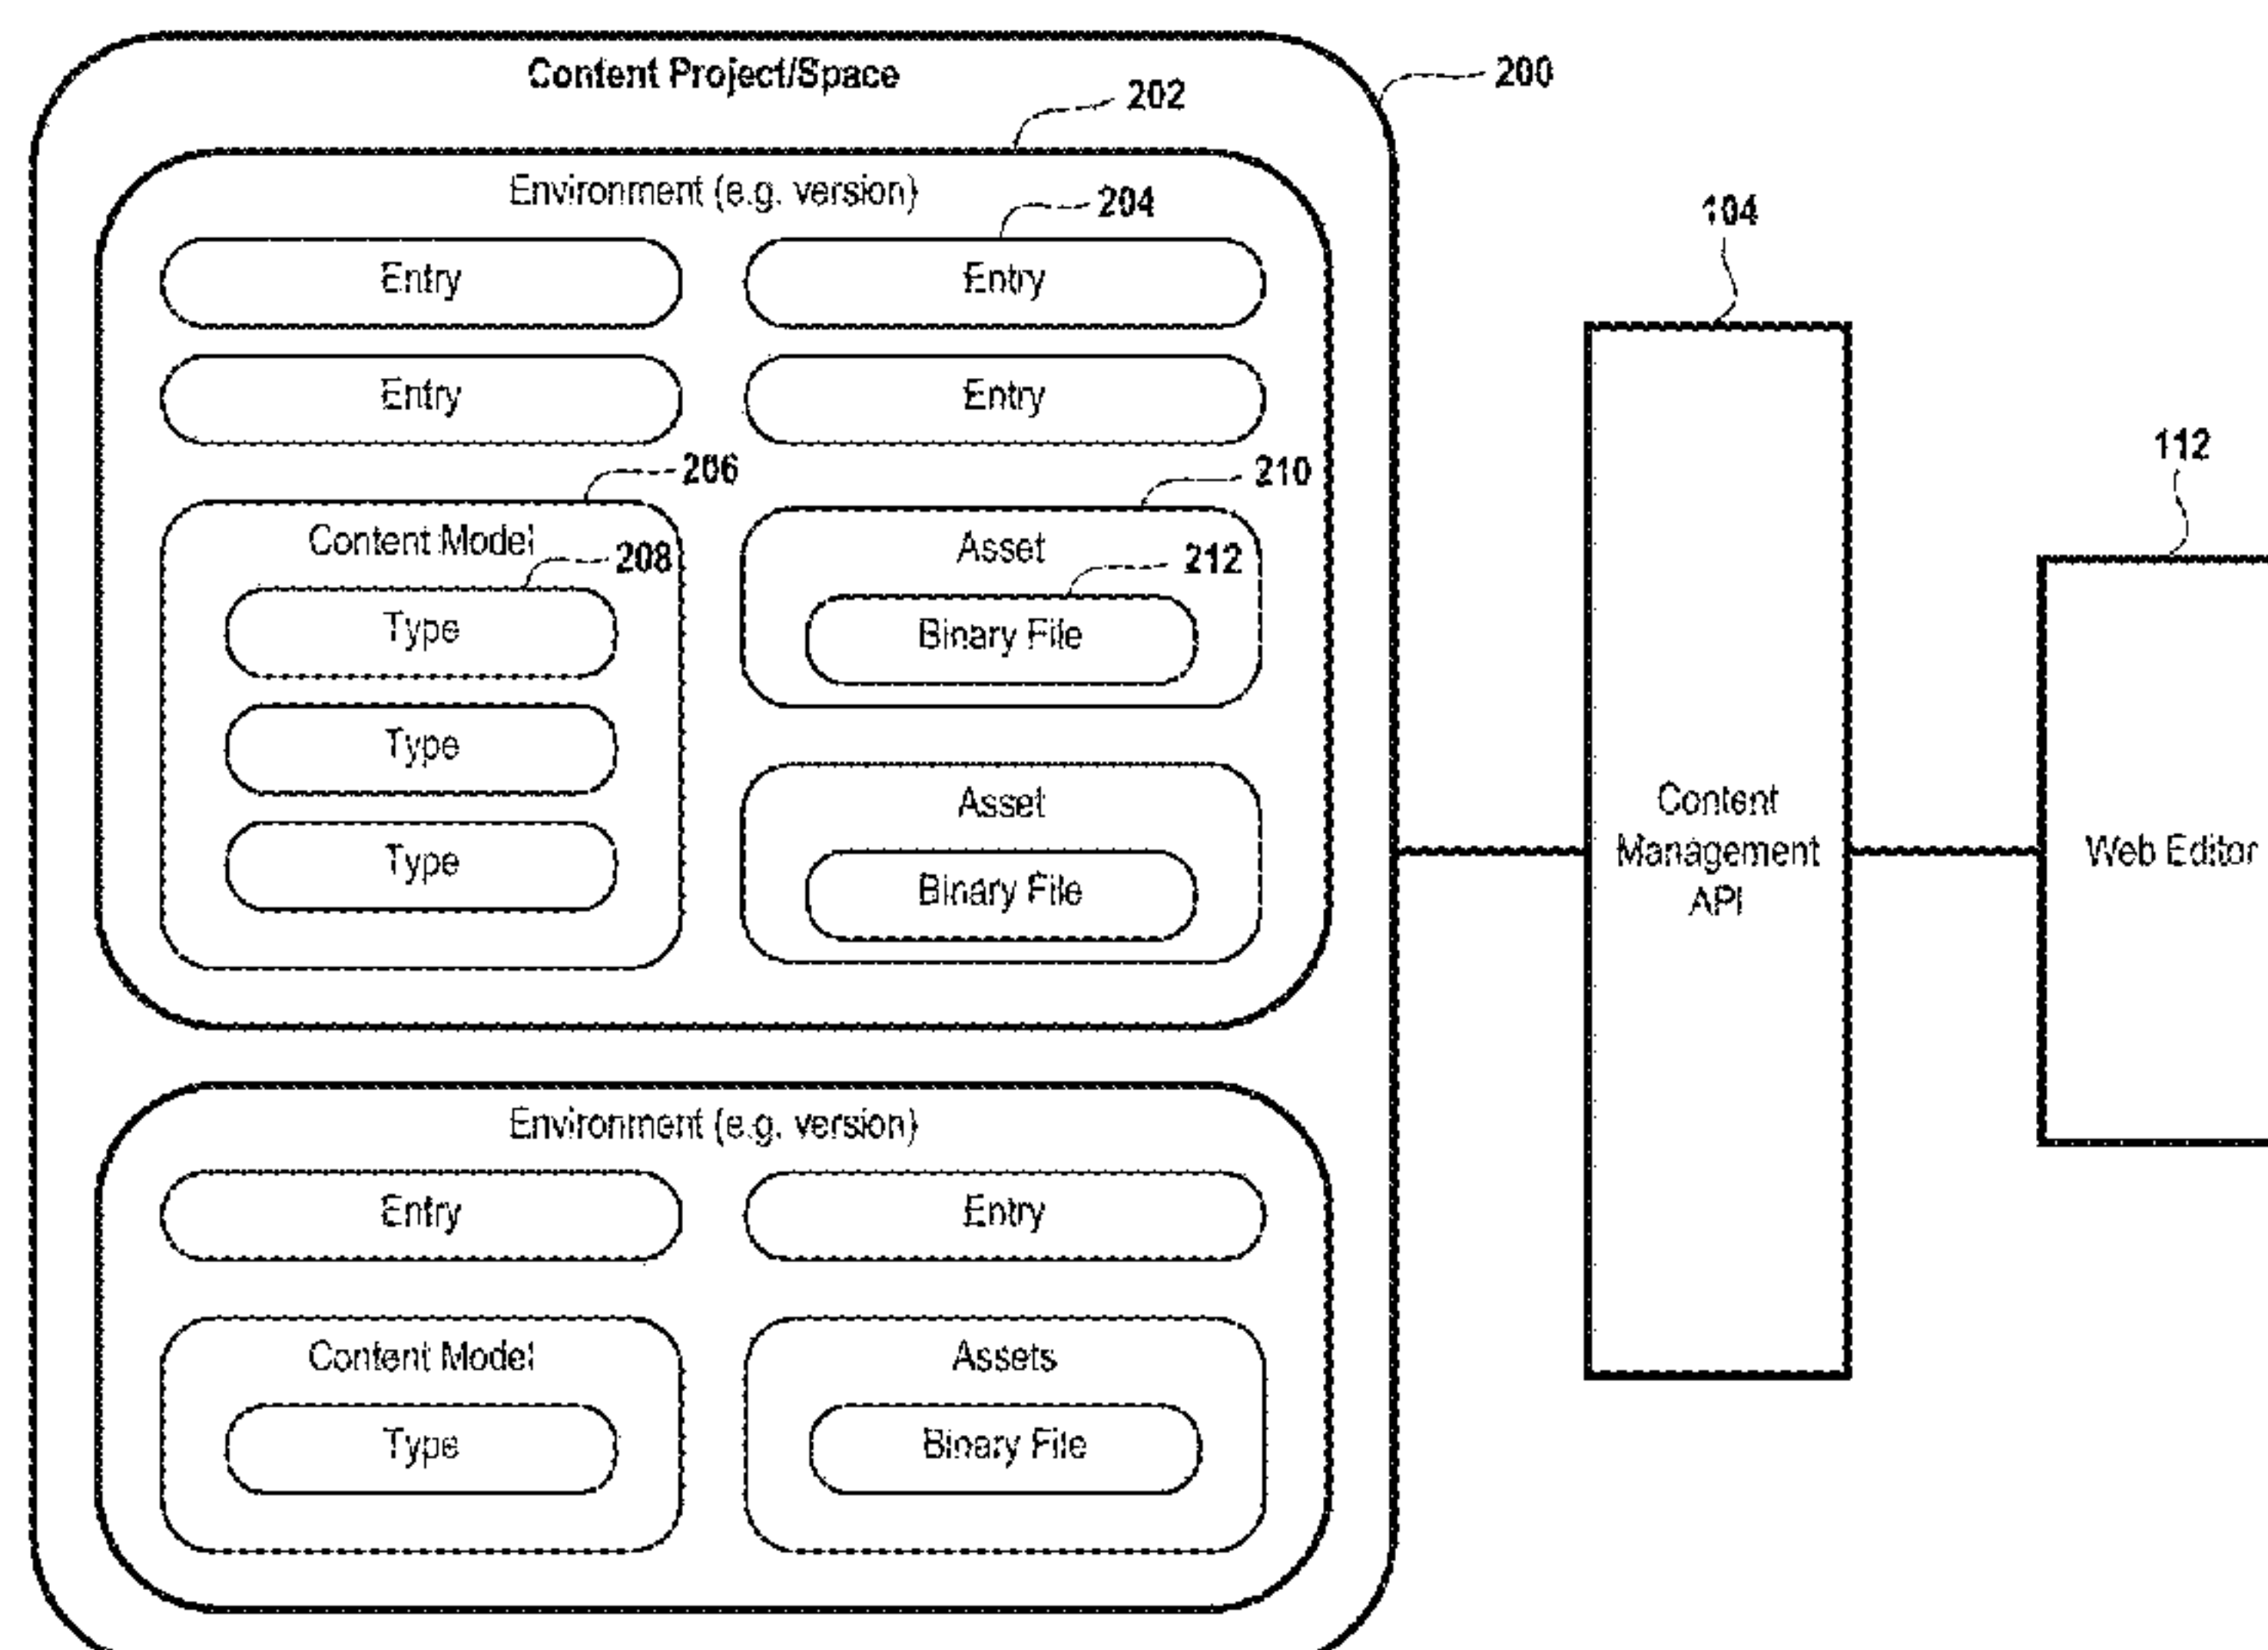 Content Project/Space
200
202
Environment (e.g. version)
204
Entry
Entry
Entry
Entry
206
210
Content Model
208
Asset
212
Type
Binary File
Type
Asset
Type
Binary File
Environment (e.g. version)
Entry
Entry
Content Model
Assets
Type
Binary File
104
Content
Management
API
112
Web Editor